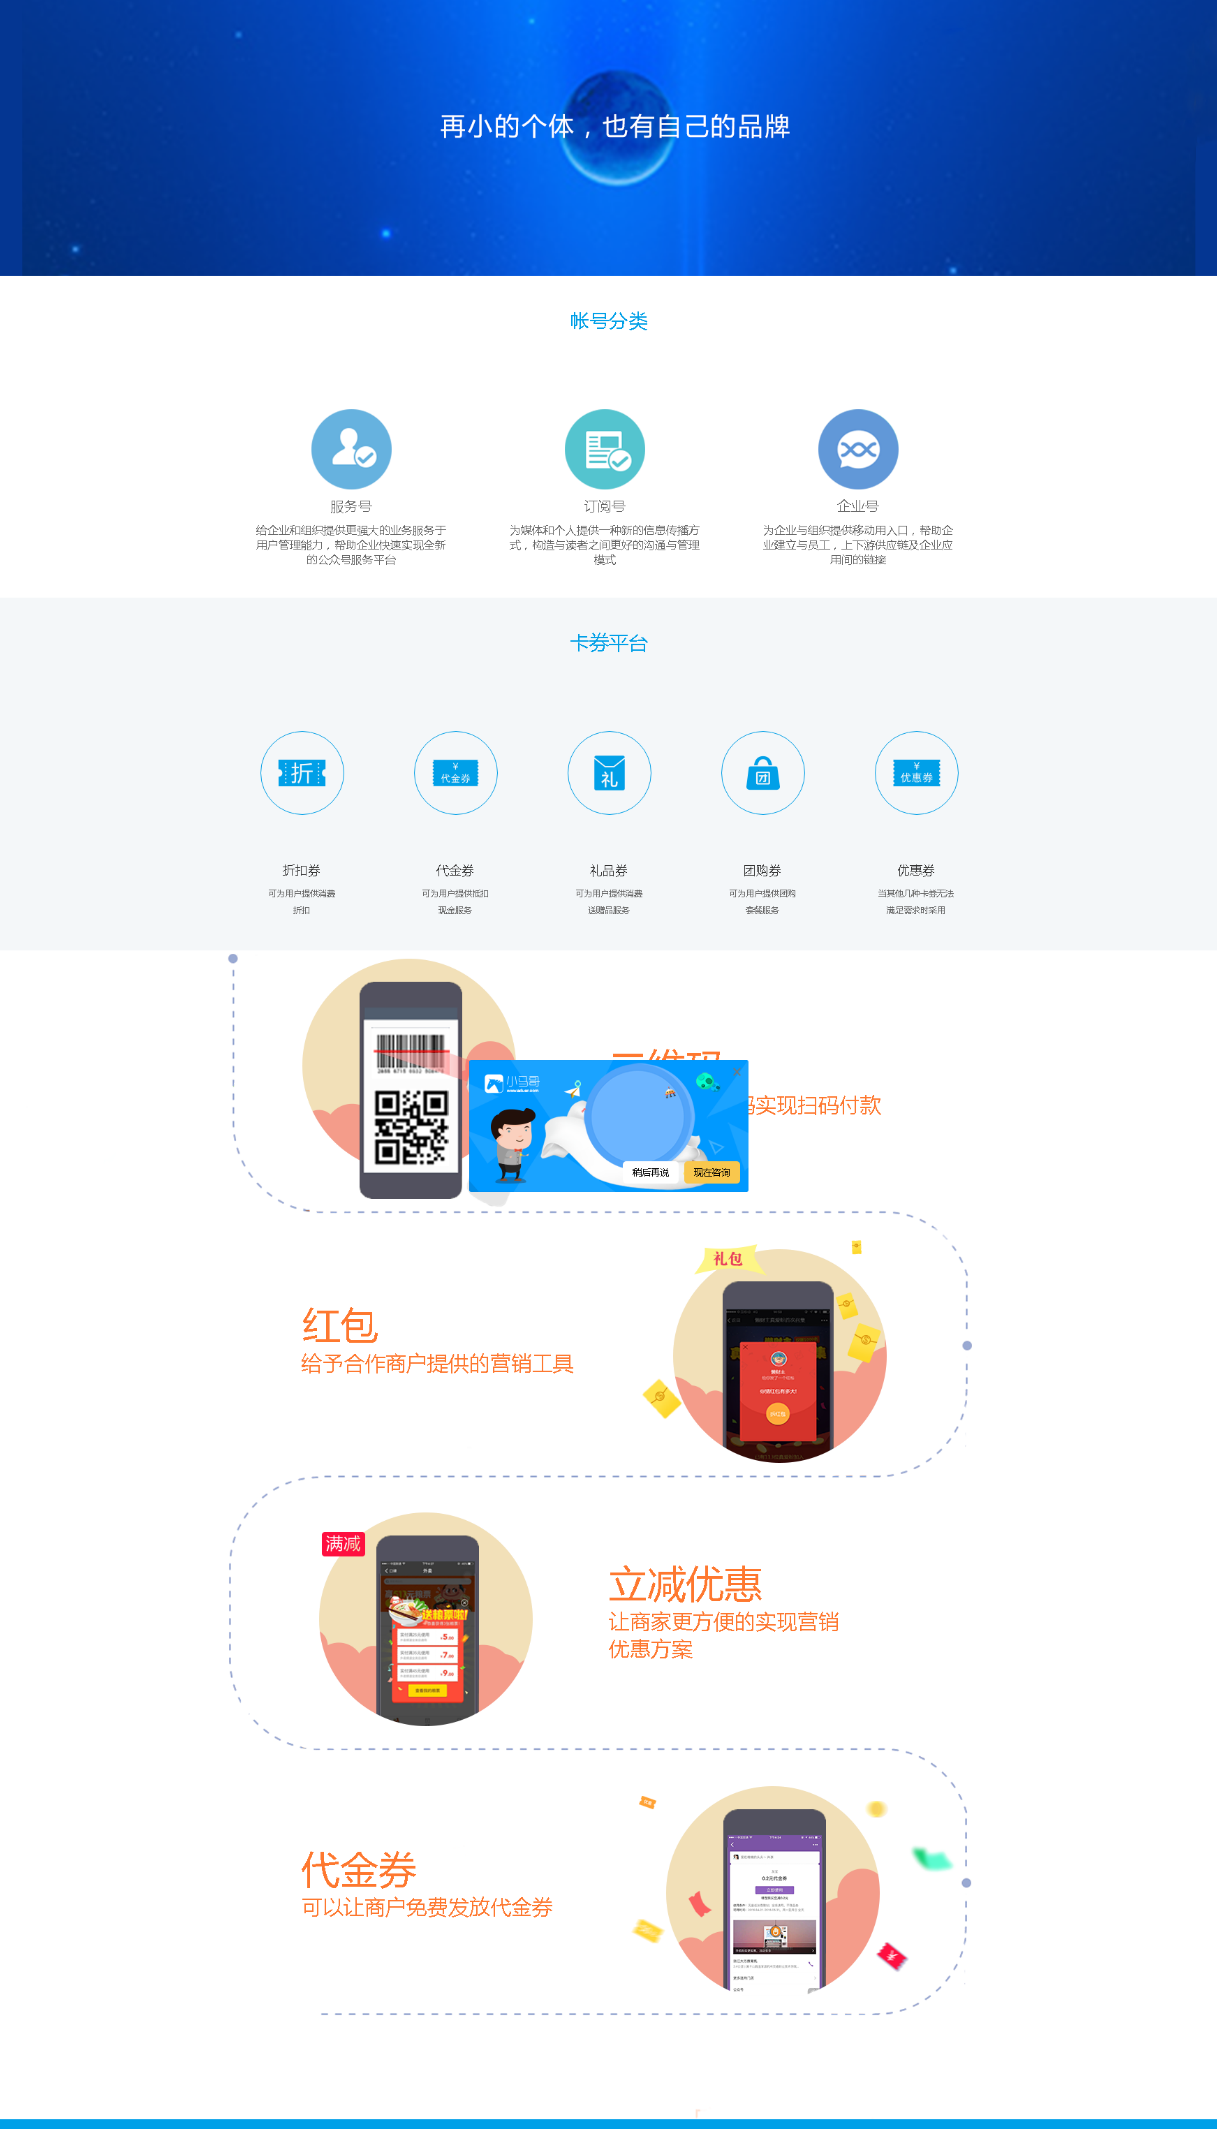 再小的个体，也有自己的品牌
帐号分类
服务号
给企业和组织提供更强大的业务服务于
用户管理能力，帮助企业快速实现全新
的公众号服务平台
订阅号
为媒体和个人提供一种新的信息传播方
式，构造与读者之间更好的沟通与管理
模式
企业号
为企业与组织提供移动用入口，帮助企
业建立与员工，上下游供应链及企业应
用间的链接
卡券平台
折
¥
代金券
礼
团
¥
优惠券
折扣券
可为用户提供消费
折扣
代金券
可为用户提供抵扣
现金服务
礼品券
可为用户提供消费
送赠品服务
团购券
可为用户提供团购
套餐服务
优惠券
当其他几种卡券无法
满足需求时采用
二维码
码实现扫码付款
小马哥
稍后再说
现在咨询
礼包
红包
给予合作商户提供的营销工具
满减
送粮票啦!
¥5.00
¥7.00
¥9.00
立减优惠
让商家更方便的实现营销
优惠方案
代金券
可以让商户免费发放代金券